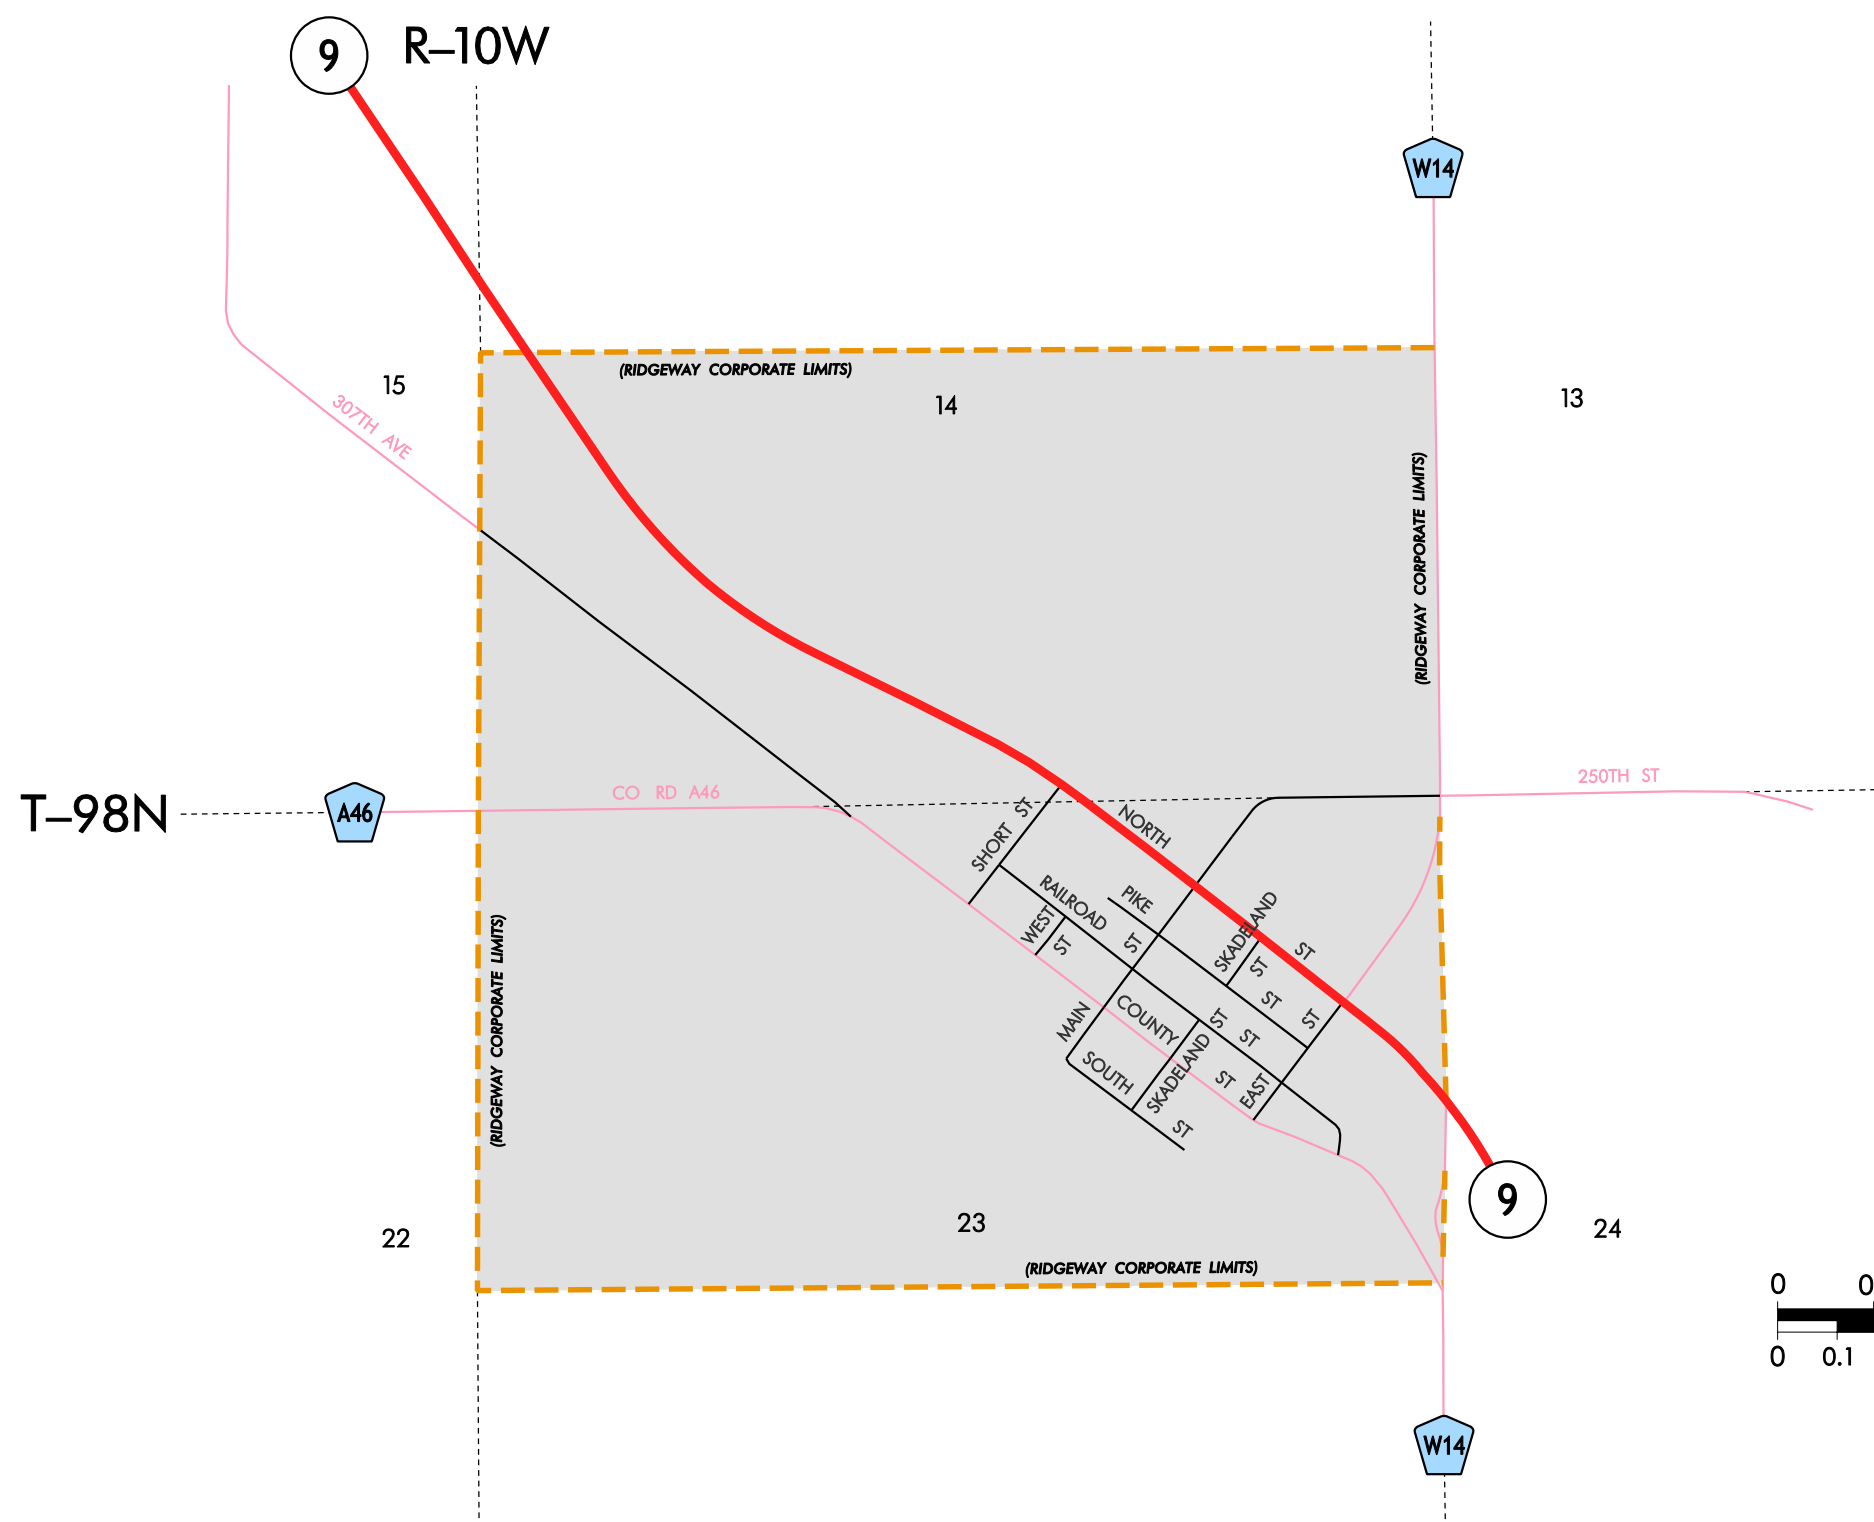 9
R–10W
W14
(RIDGEWAY CORPORATE LIMITS)
15
14
13
307TH AVE
(RIDGEWAY CORPORATE LIMITS)
T–98N
A46
CO RD A46
250TH ST
SHORT ST
NORTH ST
RAILROAD ST
PIKE ST
WEST ST
SKADELAND ST
MAIN ST
COUNTY ST
SOUTH ST
SKADELAND ST
EAST ST
(RIDGEWAY CORPORATE LIMITS)
9
22
23
24
(RIDGEWAY CORPORATE LIMITS)
0 0
0 0.1
W14